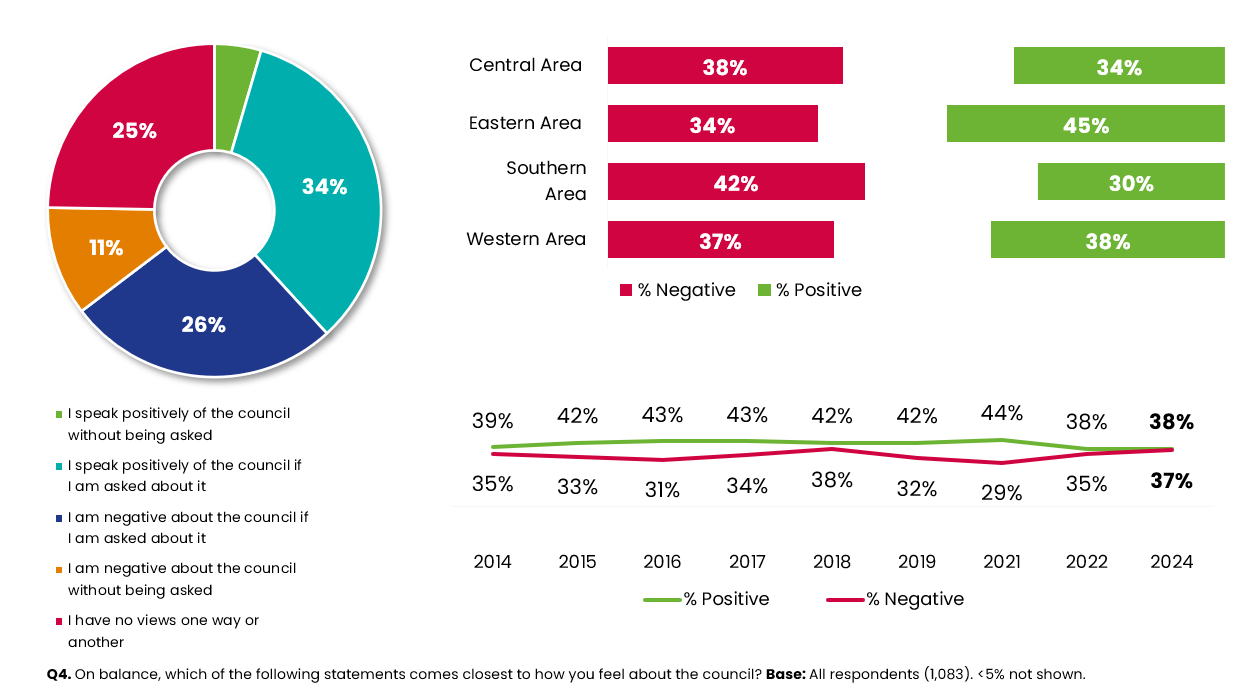 25%
34%
11%
26%
I speak positively of the council
without being asked
I speak positively of the council if
I am asked about it
I am negative about the council if
I am asked about it
I am negative about the council
without being asked
I have no views one way or
another
Central Area 38% 34%
Eastern Area 34% 45%
Southern
Area 42% 30%
Western Area 37% 38%
% Negative % Positive
39% 42% 43% 43% 42% 42% 44% 38% 38%
35% 33% 31% 34% 38% 32% 29% 35% 37%
2014 2015 2016 2017 2018 2019 2021 2022 2024
% Positive % Negative
Q4. On balance, which of the following statements comes closest to how you feel about the council? Base: All respondents (1,083). <5% not shown.